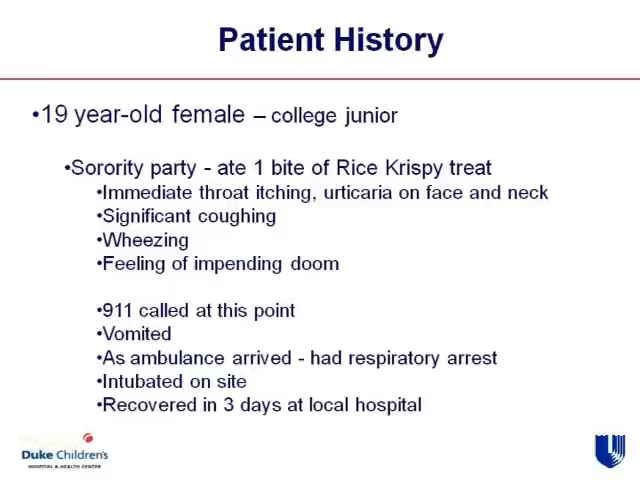 Patient History
•19 year-old female – college junior
•Sorority party - ate 1 bite of Rice Krispy treat
•Immediate throat itching, urticaria on face and neck
•Significant coughing
•Wheezing
•Feeling of impending doom
•911 called at this point
•Vomited
•As ambulance arrived - had respiratory arrest
•Intubated on site
•Recovered in 3 days at local hospital
Duke Children's
HOSPITAL & HEALTH CENTER